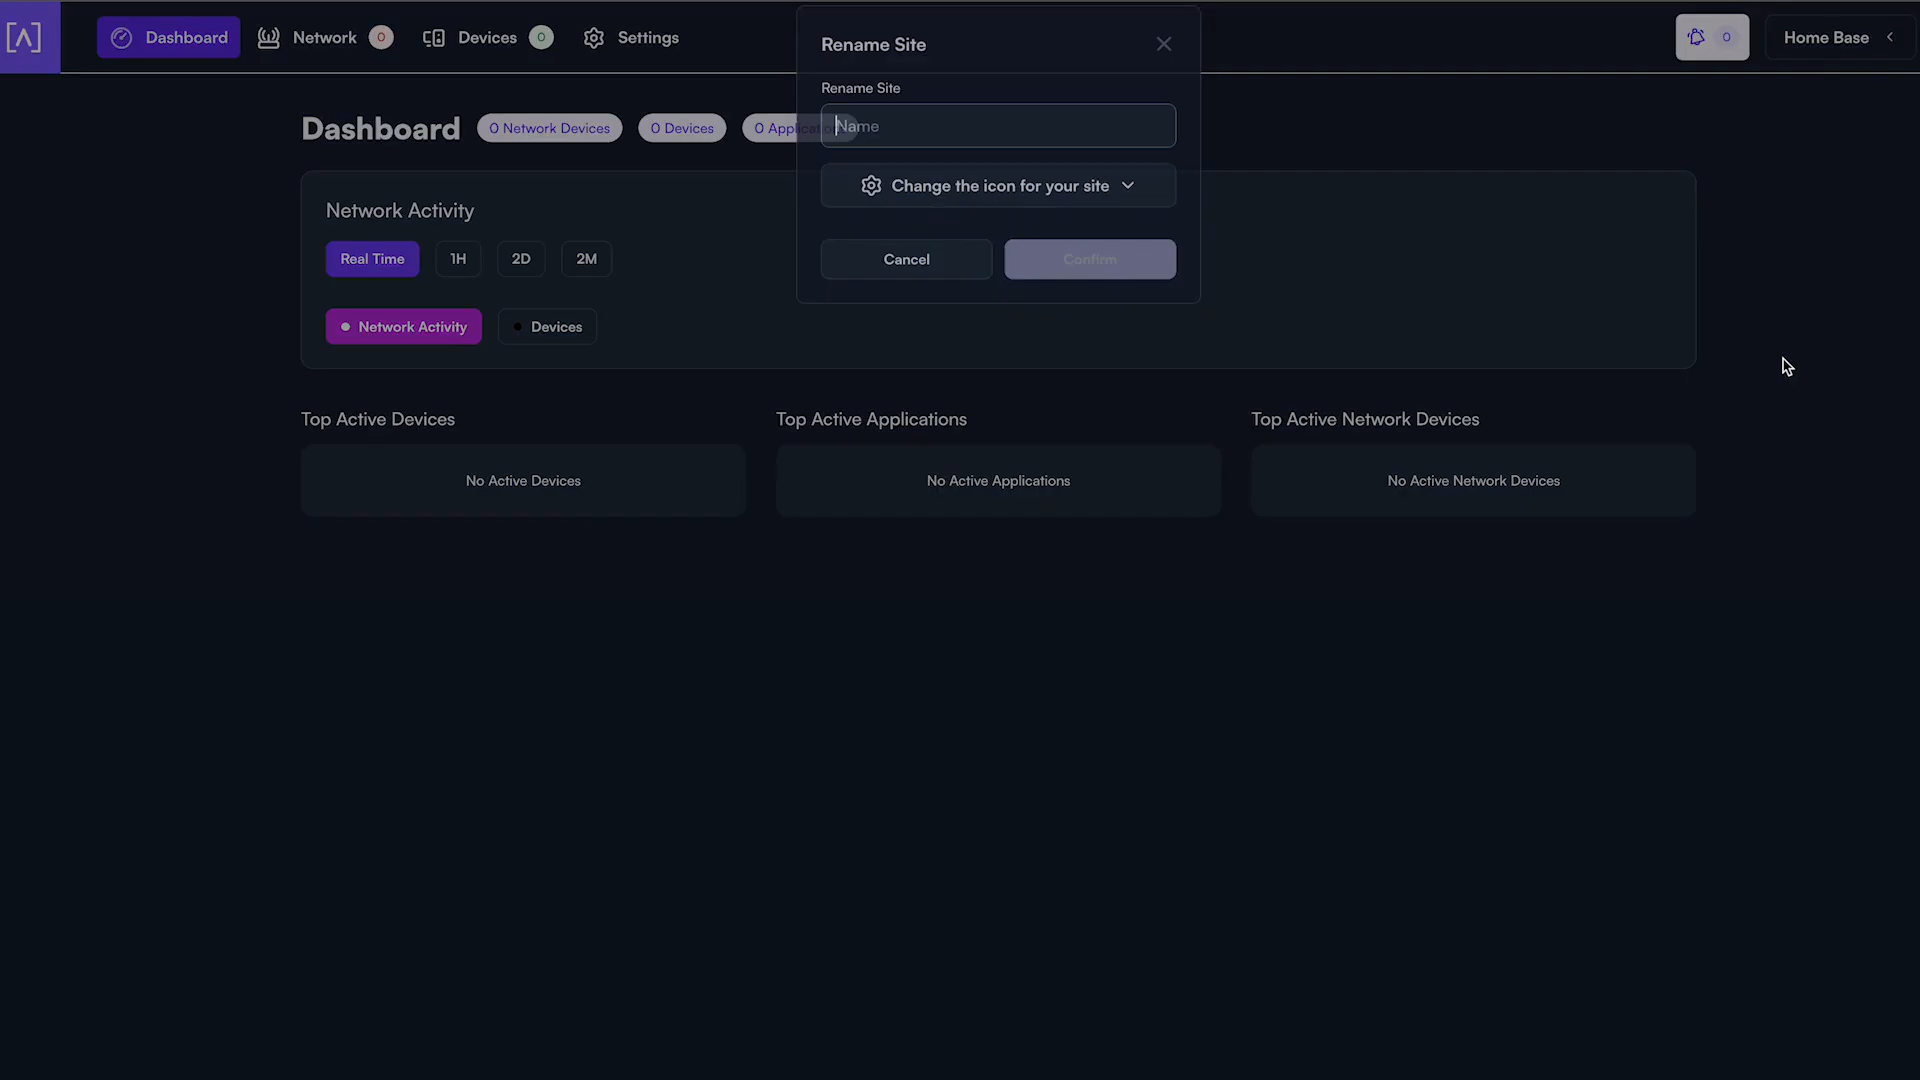 [Λ] Dashboard Network 0 Devices 0 Settings 0 Home Base
Rename Site
Rename Site
Name
Change the icon for your site
Cancel Confirm
Dashboard 0 Network Devices 0 Devices 0
Network Activity
Real Time 1H 2D 2M
Network Activity Devices
Top Active Devices Top Active Applications Top Active Network Devices
No Active Devices No Active Applications No Active Network Devices